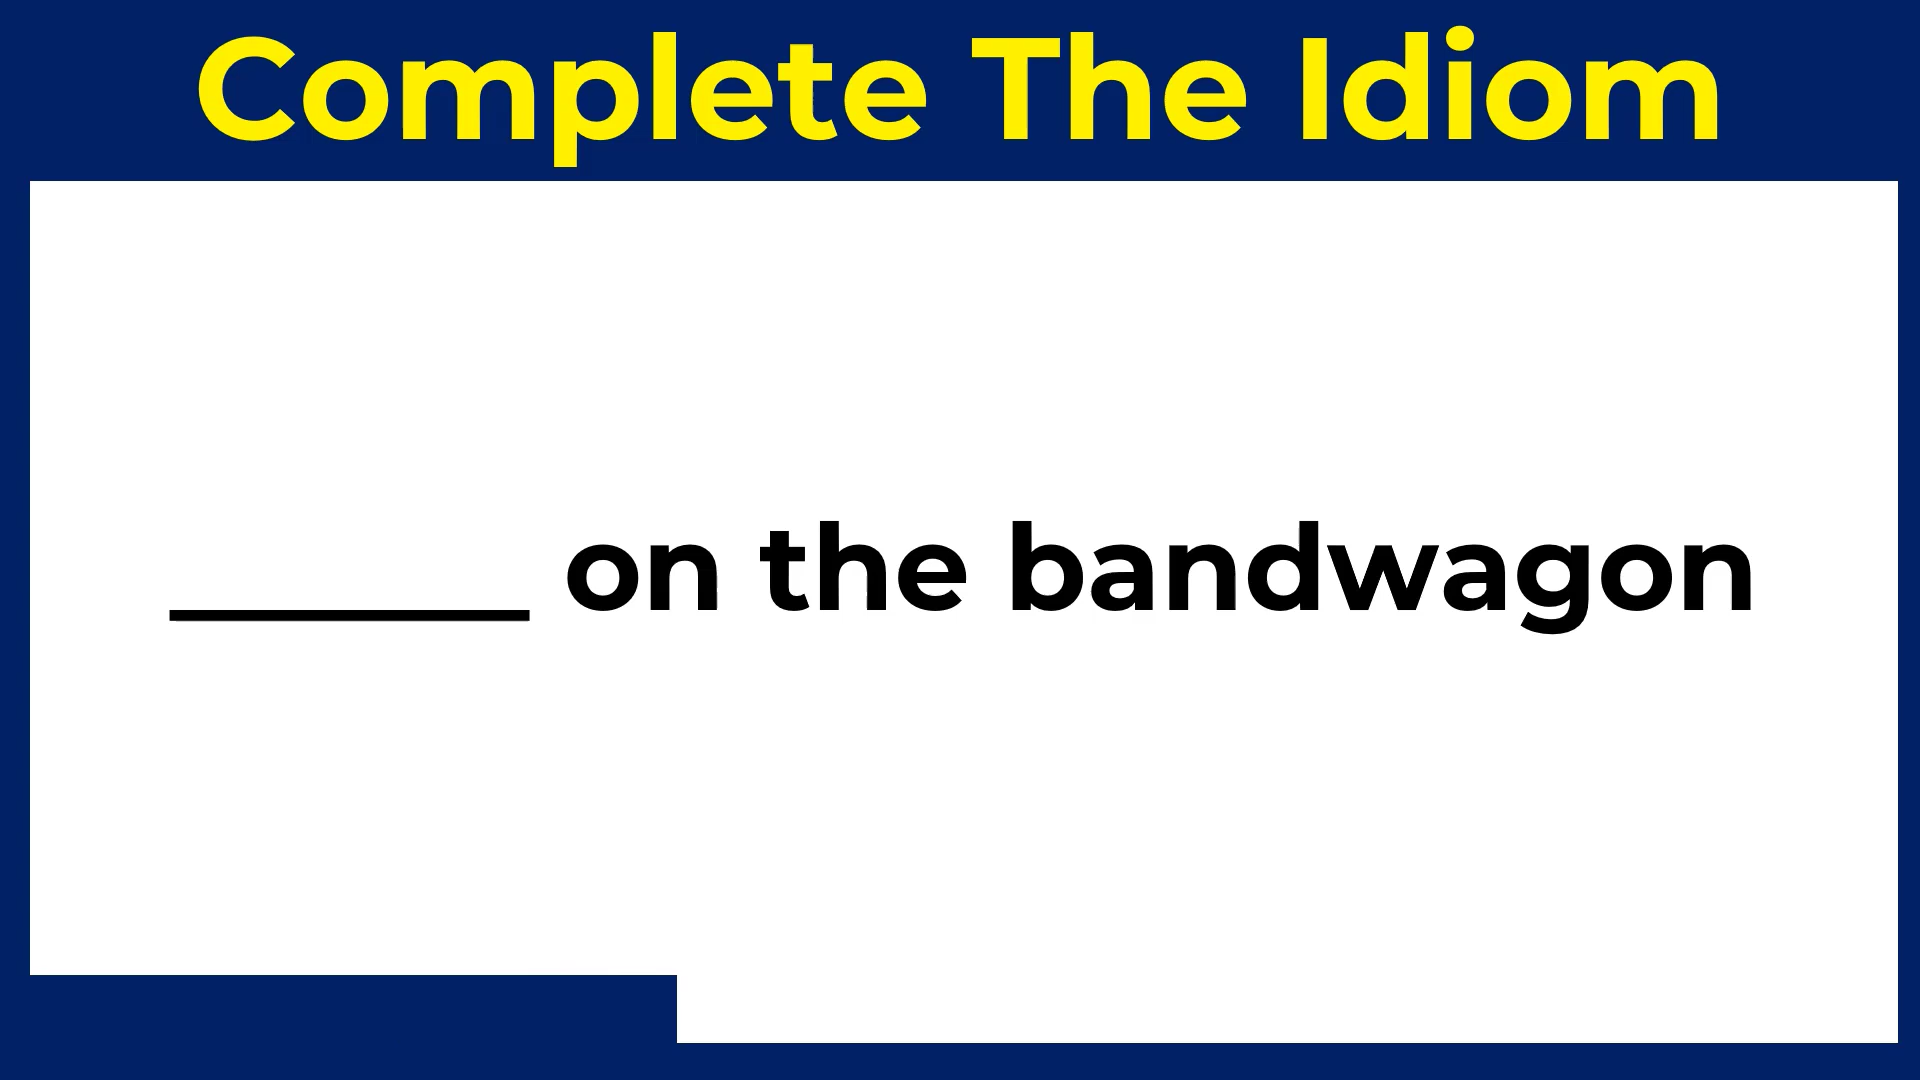 Complete The Idiom
______ on the bandwagon